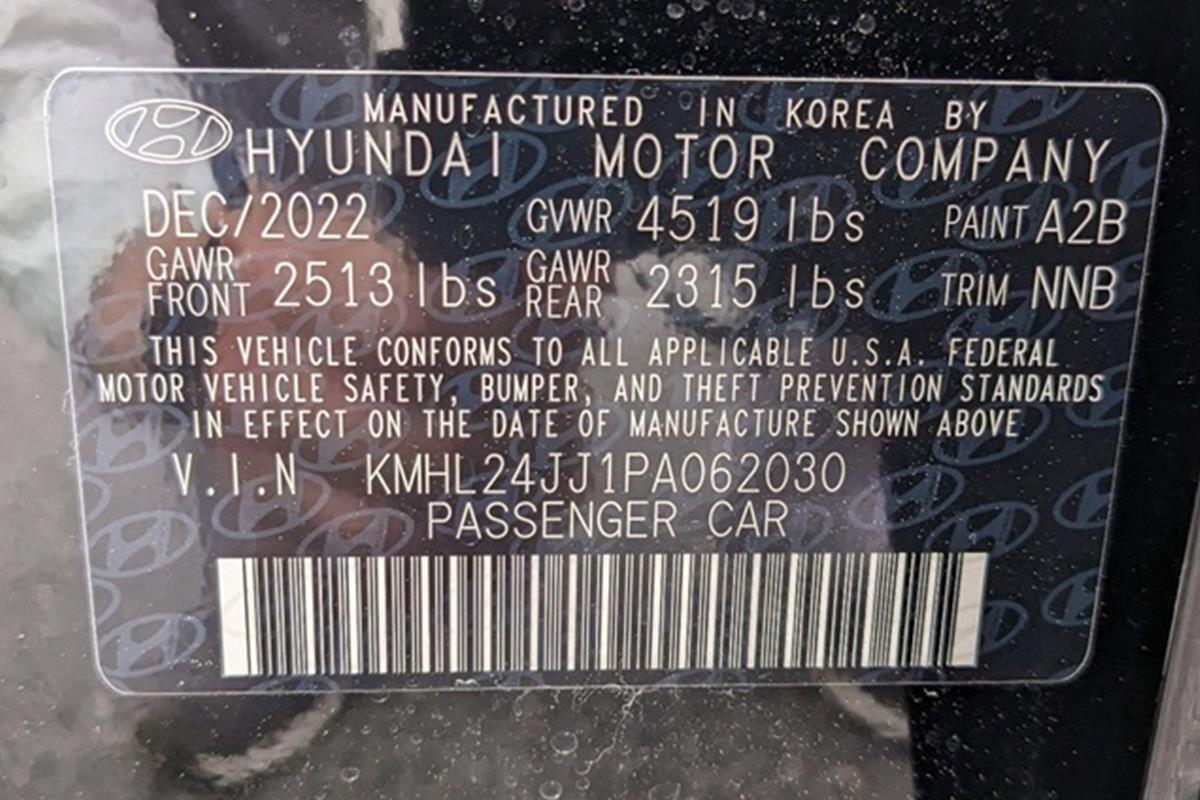 MANUFACTURED IN KOREA BY
HYUNDAI MOTOR COMPANY
DEC/2022 GVWR 4519 lbs PAINT A2B
GAWR FRONT 2513 lbs GAWR REAR 2315 lbs TRIM NNB
THIS VEHICLE CONFORMS TO ALL APPLICABLE U.S.A. FEDERAL
MOTOR VEHICLE SAFETY, BUMPER, AND THEFT PREVENTION STANDARDS
IN EFFECT ON THE DATE OF MANUFACTURE SHOWN ABOVE
V.I.N KMHL24JJ1PA062030
PASSENGER CAR